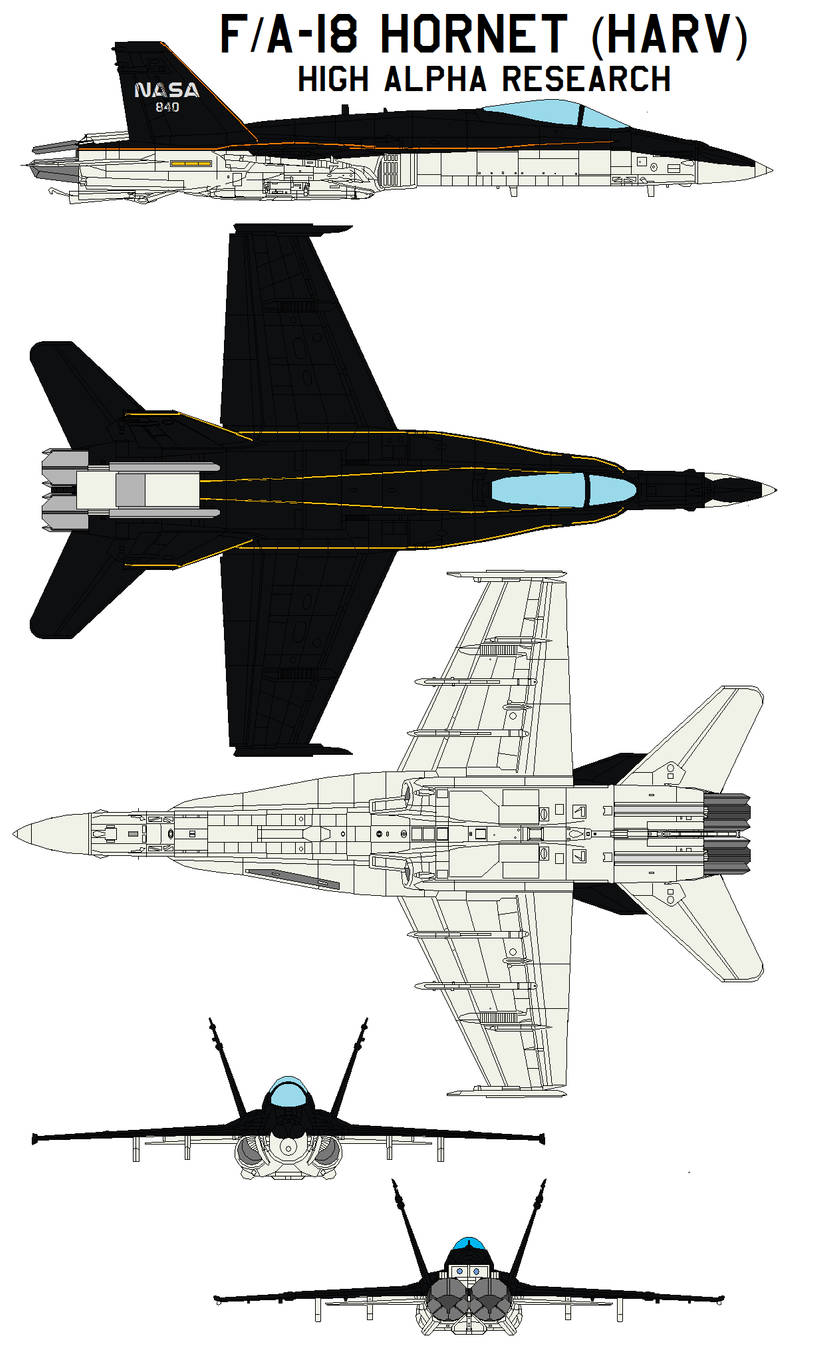 F/A-18 HORNET (HARV)
HIGH ALPHA RESEARCH
NASA
840